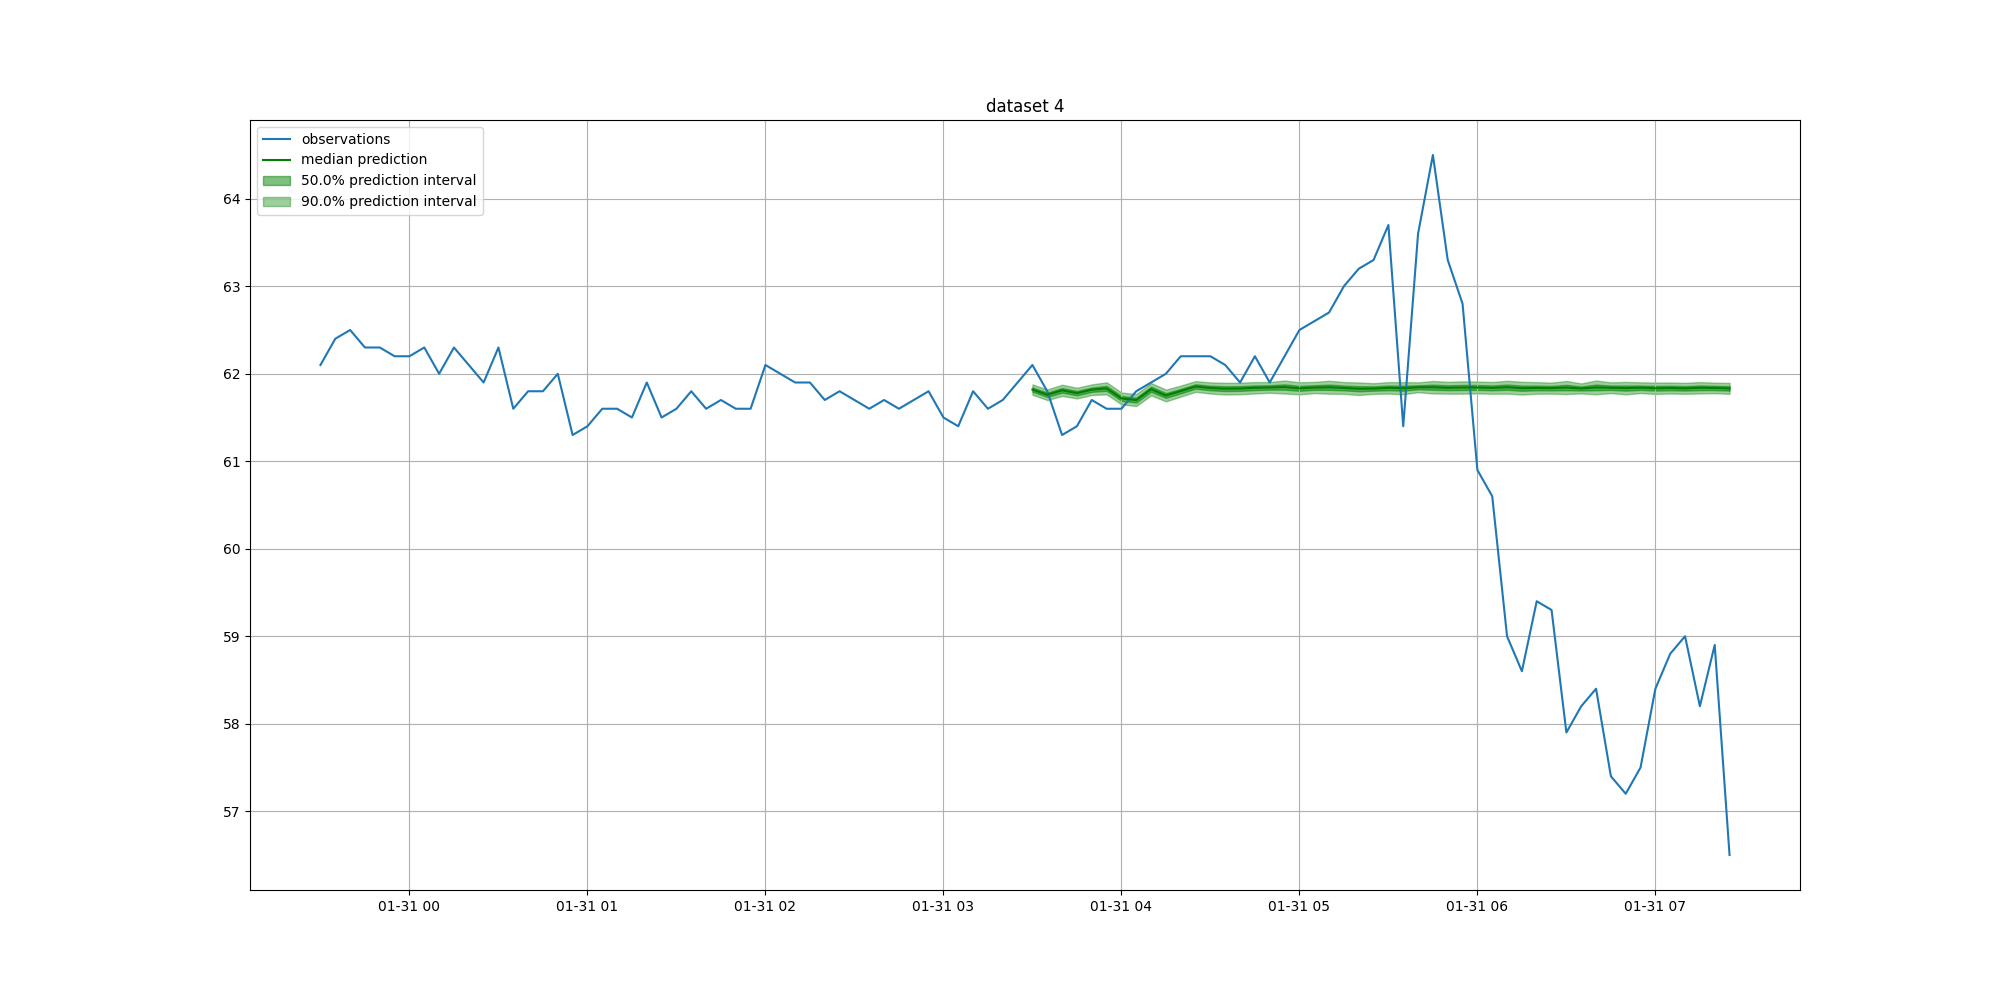 dataset 4
observations
median prediction
50.0% prediction interval
90.0% prediction interval
64
63
62
61
60
59
58
57
01-31 00 01-31 01 01-31 02 01-31 03 01-31 04 01-31 05 01-31 06 01-31 07